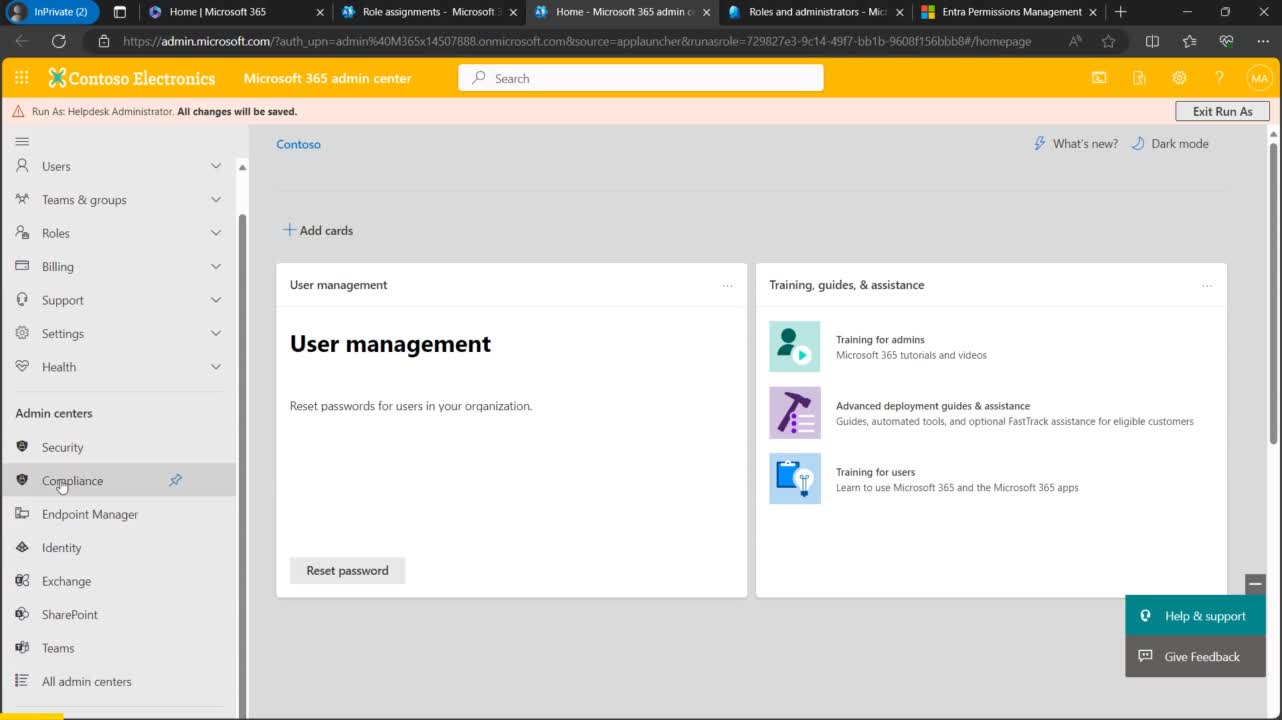 InPrivate (2)
Home | Microsoft 365
Role assignments - Microsoft 3
Home - Microsoft 365 admin ce
Roles and administrators - Mic
Entra Permissions Management
https://admin.microsoft.com/?auth_upn=admin%40M365x14507888.onmicrosoft.com&source=applauncher&runasrole=729827e3-9c14-49f7-bb1b-9608f156bbb8#/homepage
Contoso Electronics
Microsoft 365 admin center
Search
MA
Run As: Helpdesk Administrator. All changes will be saved.
Exit Run As
Users
Teams & groups
Roles
Billing
Support
Settings
Health
Admin centers
Security
Compliance
Endpoint Manager
Identity
Exchange
SharePoint
Teams
All admin centers
Contoso
What's new?
Dark mode
Add cards
User management
User management
Reset passwords for users in your organization.
Reset password
Training, guides, & assistance
Training for admins
Microsoft 365 tutorials and videos
Advanced deployment guides & assistance
Guides, automated tools, and optional FastTrack assistance for eligible customers
Training for users
Learn to use Microsoft 365 and the Microsoft 365 apps
Help & support
Give Feedback